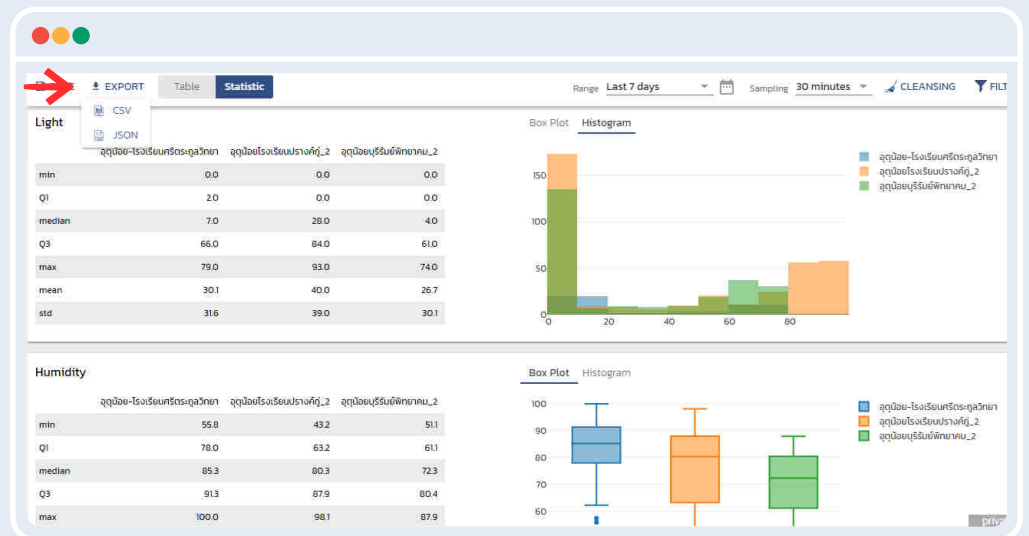 EXPORT Table Statistic Range Last 7 days Sampling 30 minutes CLEANSING FILT
CSV
JSON
Light
อุตุน้อย-โรงเรียนศรีตระกูลวิทยา อุตุน้อยโรงเรียนปรางค์กู่_2 อุตุน้อยบุรีรัมย์พิทยาคม_2
min 0.0 0.0 0.0
Q1 2.0 0.0 0.0
median 7.0 28.0 4.0
Q3 66.0 84.0 61.0
max 79.0 93.0 74.0
mean 30.1 40.0 26.7
std 31.6 39.0 30.1
Box Plot Histogram
150
100
50
0
0 20 40 60 80
อุตุน้อย-โรงเรียนศรีตระกูลวิทยา
อุตุน้อยโรงเรียนปรางค์กู่_2
อุตุน้อยบุรีรัมย์พิทยาคม_2
Humidity
อุตุน้อย-โรงเรียนศรีตระกูลวิทยา อุตุน้อยโรงเรียนปรางค์กู่_2 อุตุน้อยบุรีรัมย์พิทยาคม_2
min 55.8 43.2 51.1
Q1 78.0 63.2 61.1
median 85.3 80.3 72.3
Q3 91.3 87.9 80.4
max 100.0 98.1 87.9
Box Plot Histogram
100
90
80
70
60
อุตุน้อย-โรงเรียนศรีตระกูลวิทยา
อุตุน้อยโรงเรียนปรางค์กู่_2
อุตุน้อยบุรีรัมย์พิทยาคม_2
priva